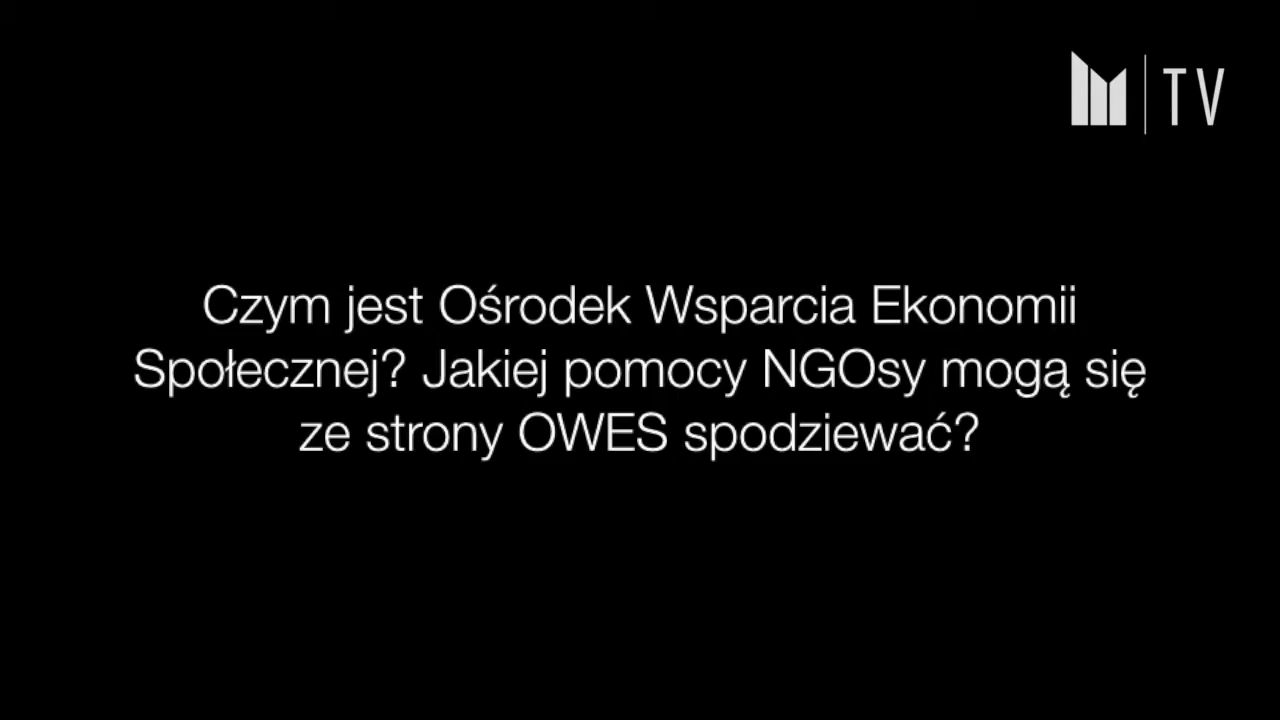 TV
Czym jest Ośrodek Wsparcia Ekonomii
Społecznej? Jakiej pomocy NGOsy mogą się
ze strony OWES spodziewać?